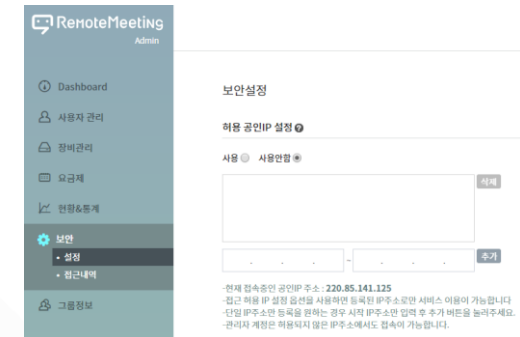 RemoteMeeting
Admin
Dashboard
사용자 관리
장비관리
요금제
현황&통계
보안
• 설정
• 접근내역
그룹정보
보안설정
허용 공인IP 설정 ?
사용 사용안함
삭제
. . . ~ . . . 추가
-현재 접속중인 공인IP 주소 : 220.85.141.125
-접근 허용 IP 설정 옵션을 사용하면 등록된 IP주소로만 서비스 이용이 가능합니다
-단일 IP주소만 등록을 원하는 경우 시작 IP주소만 입력 후 추가 버튼을 눌러주세요.
-관리자 계정은 허용되지 않은 IP주소에서도 접속이 가능합니다.